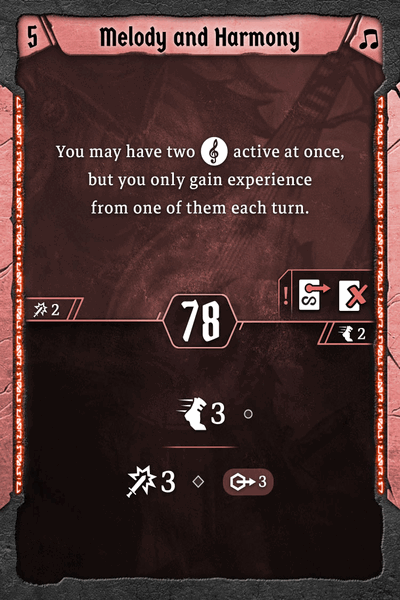 5 Melody and Harmony
You may have two active at once,
but you only gain experience
from one of them each turn.
! S
2 78 2
3
3 3